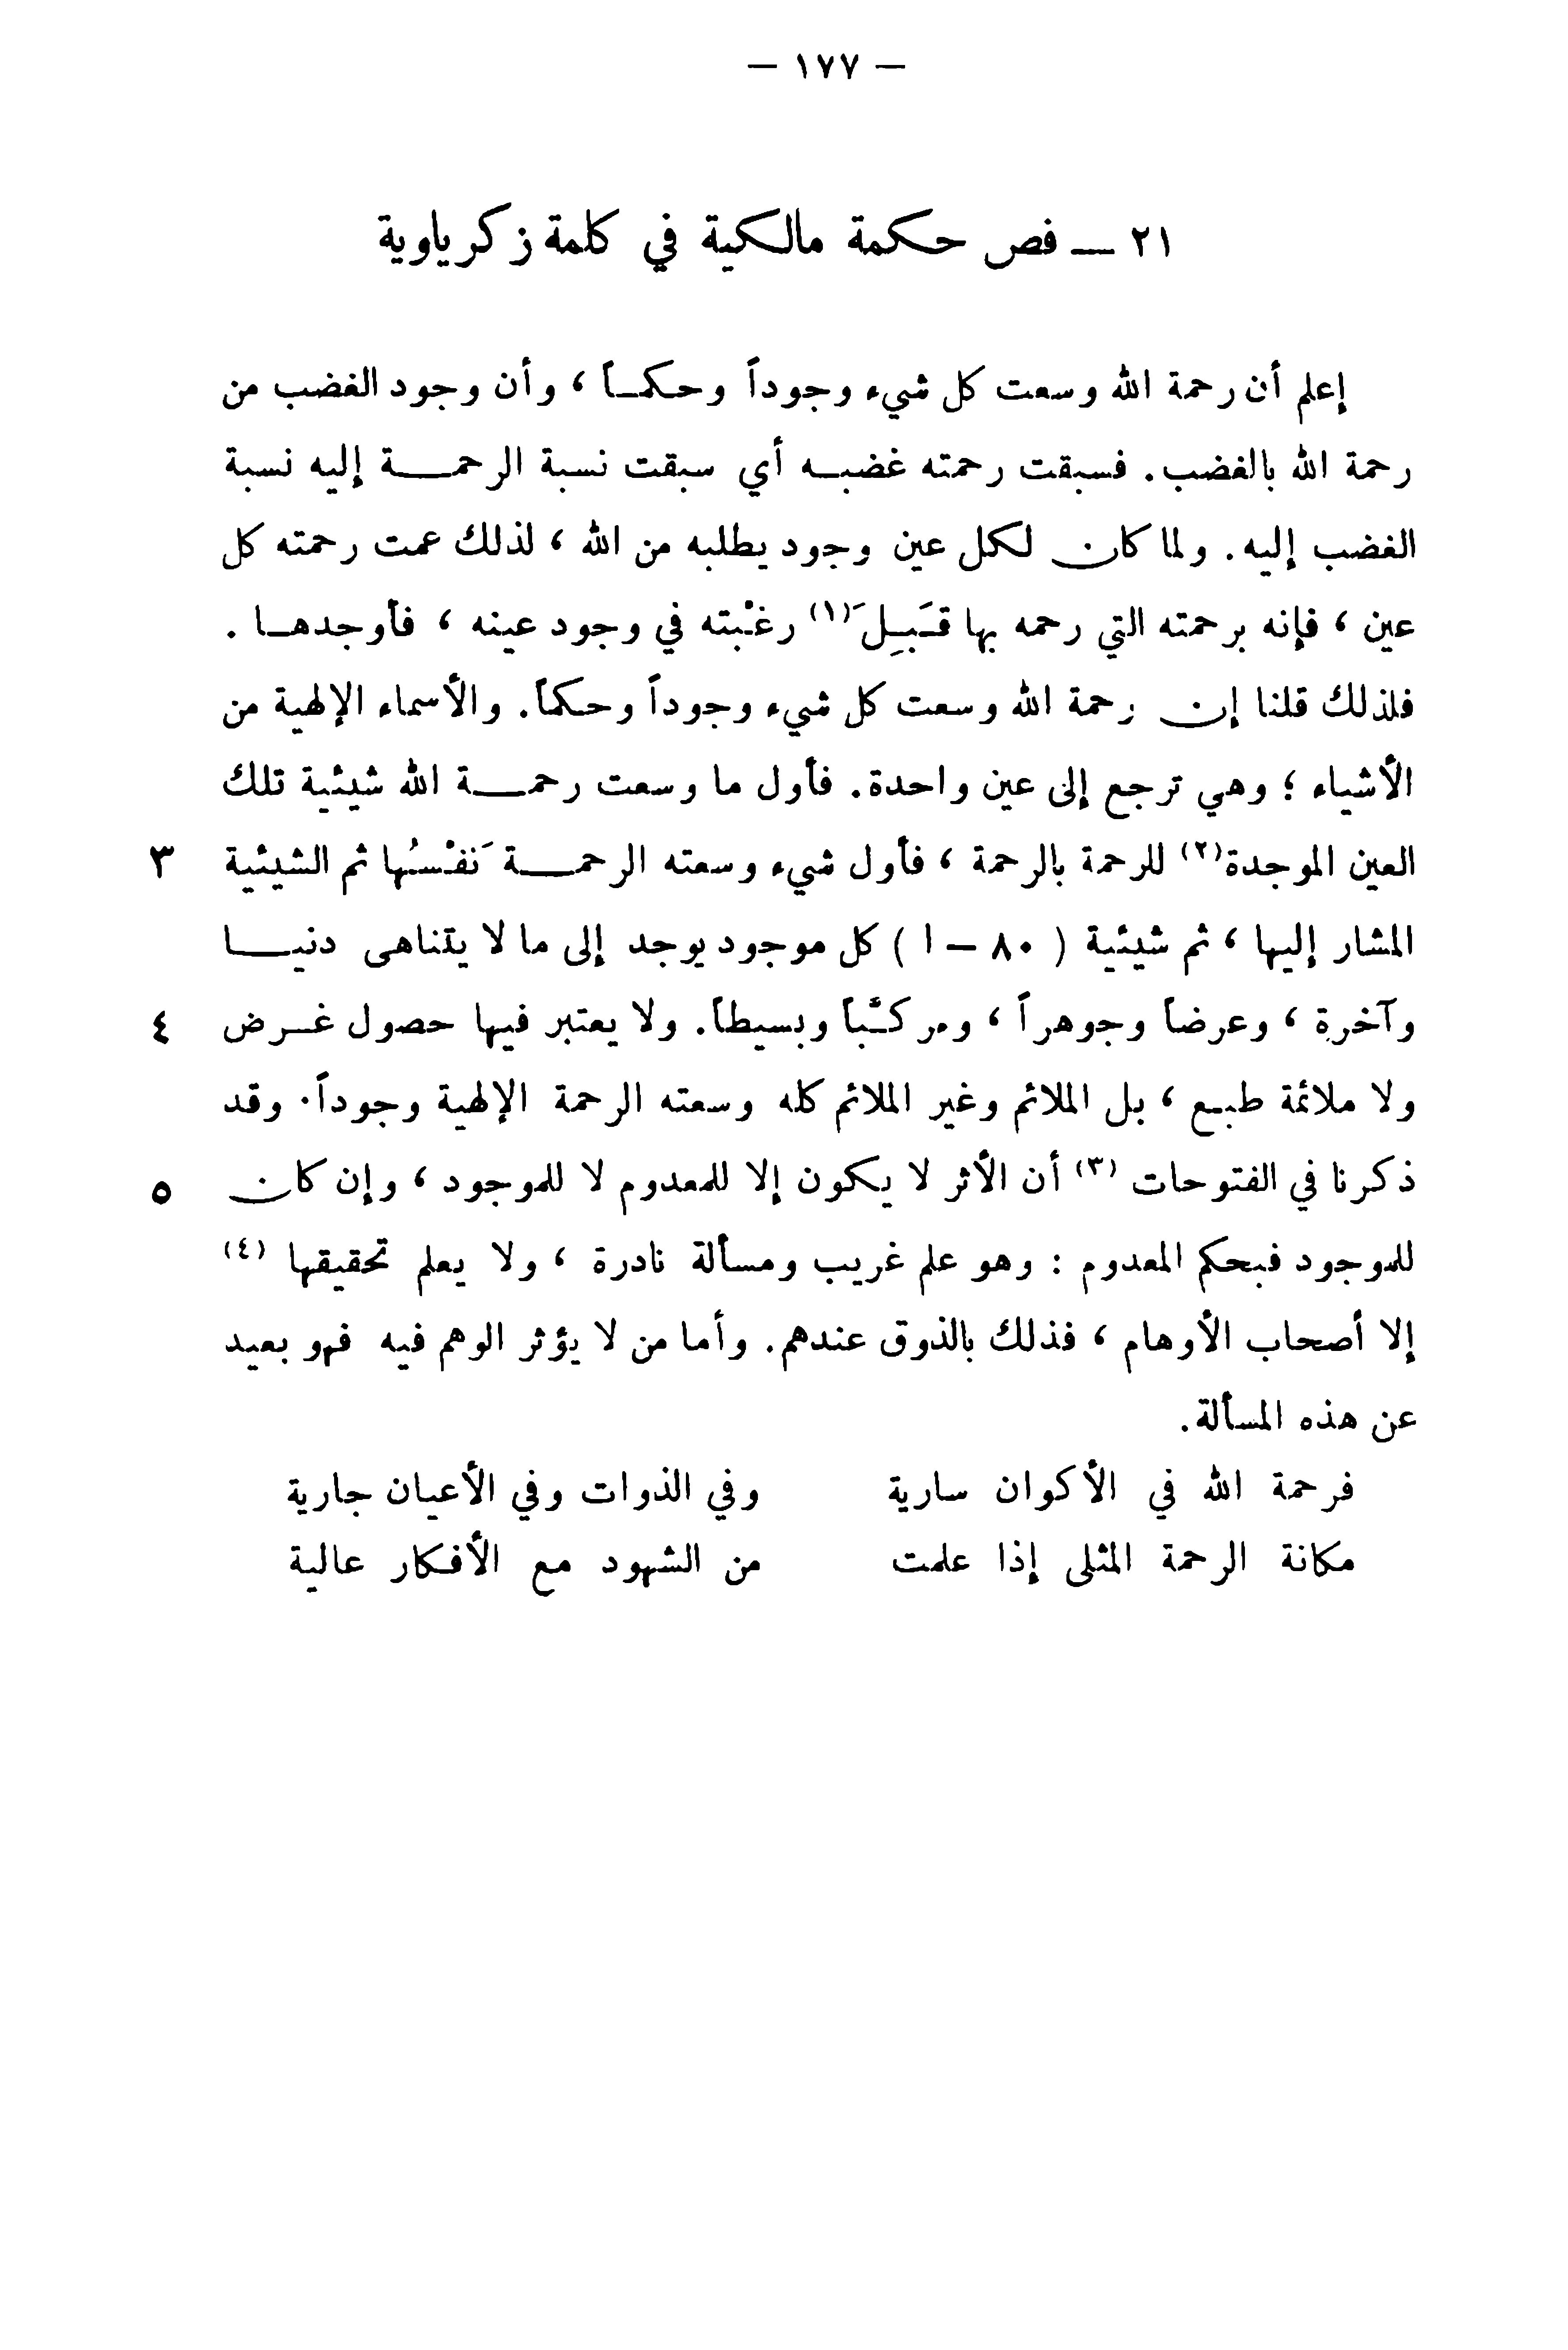 — ١٧٧ —
٢١ — فص حكمة مالكية في كلمة زكرياوية
إعلم أن رحمة الله وسعت كل شيء وجوداً وحكماً ، وأن وجود الغضب من
رحمة الله بالغضب. فسبقت رحمته غضبه أي سبقت نسبة الرحمة إليه نسبة
الغضب إليه. ولما كان لكل عين وجود يطلبه من الله ، لذلك عمت رحمته كل
عين ، فإنه برحمته التي رحمه بها قَبِلَ (١) رغْبته في وجود عينه ، فأوجدها .
فلذلك قلنا إن رحمة الله وسعت كل شيء وجوداً وحكماً. والأسماء الإلهية من
الأشياء ؛ وهي ترجع إلى عين واحدة. فأول ما وسعت رحمة الله شيئية تلك
العين الموجدة (٢) للرحمة بالرحمة ، فأول شيء وسعته الرحمة نَفْسُها ثم الشيئية ٣
المشار إليها ، ثم شيئية ( ٨٠ – ا ) كل موجود يوجد إلى ما لا يتناهى دنيا
وآخرة ، وعرضاً وجوهراً ، ومركَّباً وبسيطاً. ولا يعتبر فيها حصول غرض ٤
ولا ملائمة طبع ، بل الملائم وغير الملائم كله وسعته الرحمة الإلهية وجوداً. وقد
ذكرنا في الفتوحات (٣) أن الأثر لا يكون إلا للمعدوم لا للموجود ، وإن كان ٥
للموجود فبحكم المعدوم : وهو علم غريب ومسألة نادرة ، ولا يعلم تحقيقها (٤)
إلا أصحاب الأوهام ، فذلك بالذوق عندهم. وأما من لا يؤثر الوهم فيه فهو بعيد
عن هذه المسألة.
فرحمة الله في الأكوان سارية وفي الذوات وفي الأعيان جارية
مكانة الرحمة المثلى إذا علمت من الشهود مع الأفكار عالية